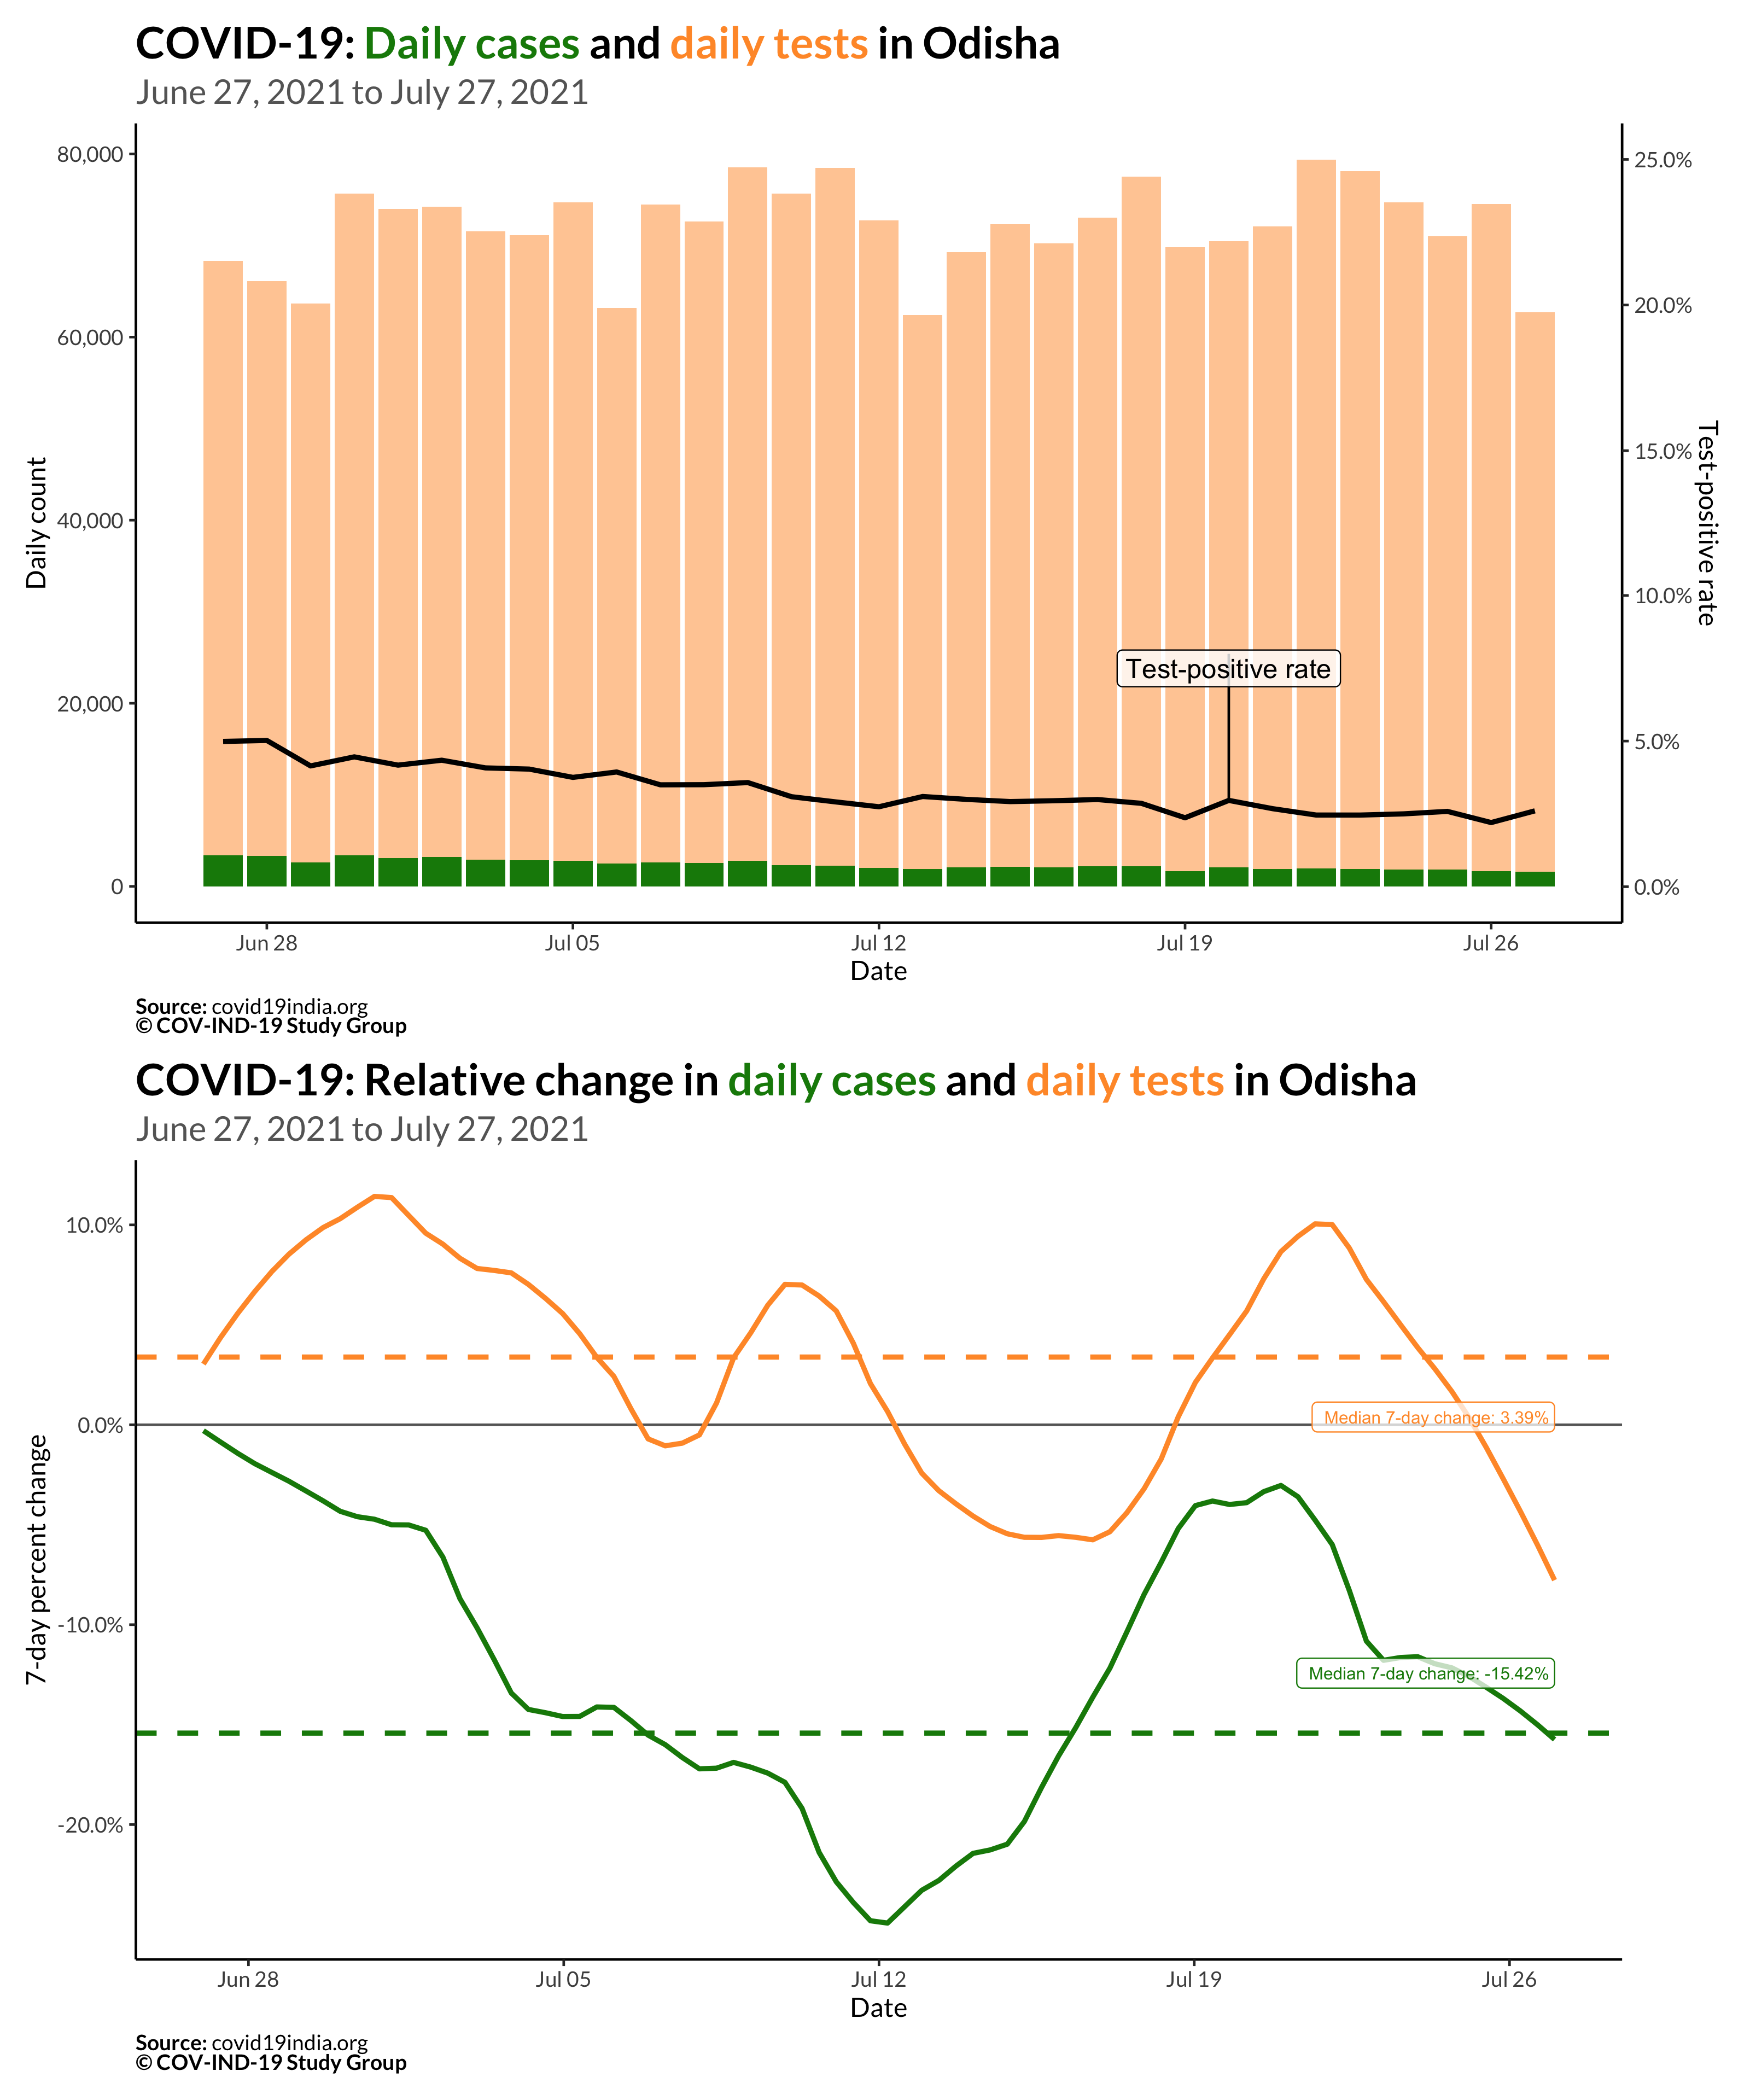 COVID-19: Daily cases and daily tests in Odisha
June 27, 2021 to July 27, 2021
Daily count
80,000
60,000
40,000
20,000
0
25.0%
20.0%
15.0%
10.0%
5.0%
0.0%
Test-positive rate
Test-positive rate
Jun 28
Jul 05
Jul 12
Jul 19
Jul 26
Date
Source: covid19india.org
© COV-IND-19 Study Group
COVID-19: Relative change in daily cases and daily tests in Odisha
June 27, 2021 to July 27, 2021
7-day percent change
10.0%
0.0%
-10.0%
-20.0%
Median 7-day change: 3.39%
Median 7-day change: -15.42%
Jun 28
Jul 05
Jul 12
Jul 19
Jul 26
Date
Source: covid19india.org
© COV-IND-19 Study Group